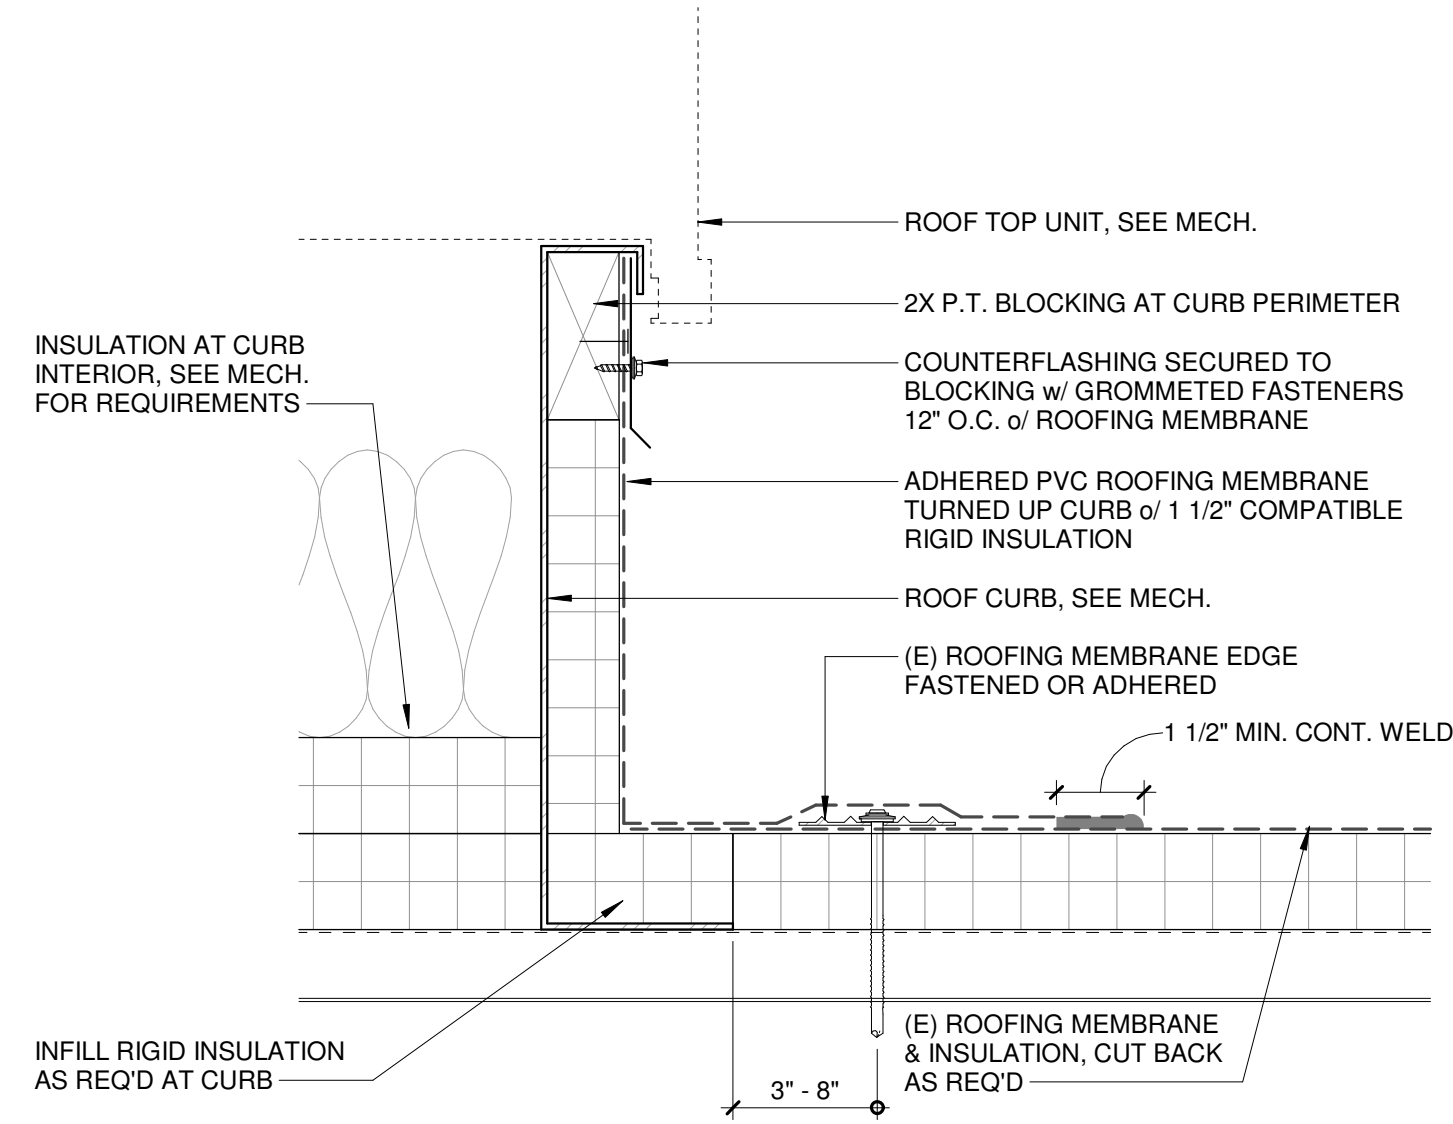 ROOF TOP UNIT, SEE MECH.
2X P.T. BLOCKING AT CURB PERIMETER
INSULATION AT CURB
INTERIOR, SEE MECH.
FOR REQUIREMENTS
COUNTERFLASHING SECURED TO
BLOCKING w/ GROMMETED FASTENERS
12" O.C. o/ ROOFING MEMBRANE
ADHERED PVC ROOFING MEMBRANE
TURNED UP CURB o/ 1 1/2" COMPATIBLE
RIGID INSULATION
ROOF CURB, SEE MECH.
(E) ROOFING MEMBRANE EDGE
FASTENED OR ADHERED
1 1/2" MIN. CONT. WELD
(E) ROOFING MEMBRANE
& INSULATION, CUT BACK
AS REQ'D
INFILL RIGID INSULATION
AS REQ'D AT CURB
3" - 8"